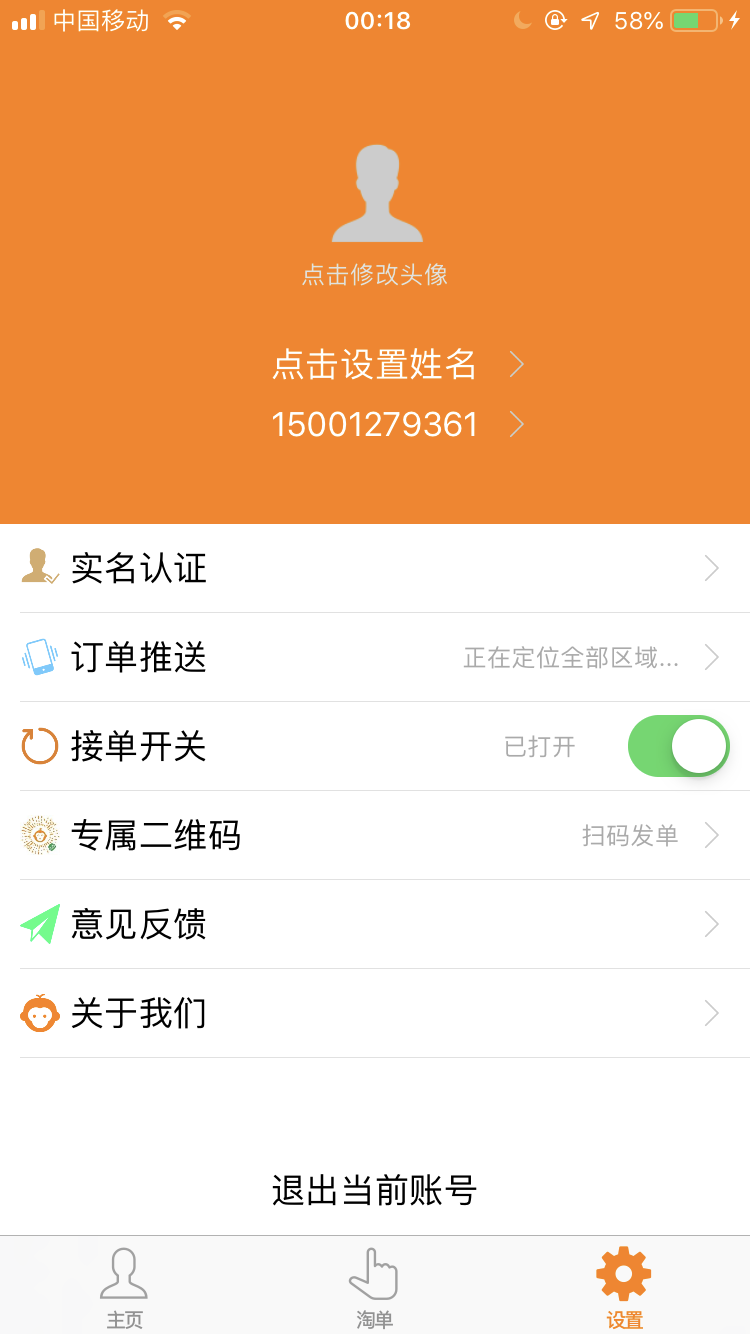 中国移动 00:18 58%
点击修改头像
点击设置姓名
15001279361
实名认证
订单推送 正在定位全部区域...
接单开关 已打开
专属二维码 扫码发单
意见反馈
关于我们
退出当前账号
主页 淘单 设置